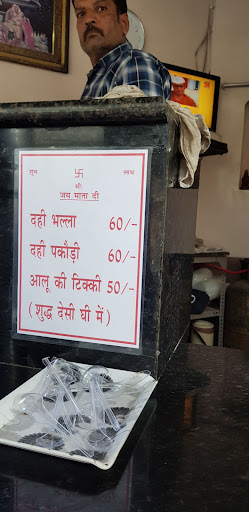 शुभ 卐 लाभ
श्री
जय माता दी
दही भल्ला 60/-
दही पकौड़ी 60/-
आलू की टिक्की 50/-
(शुद्ध देसी घी में)